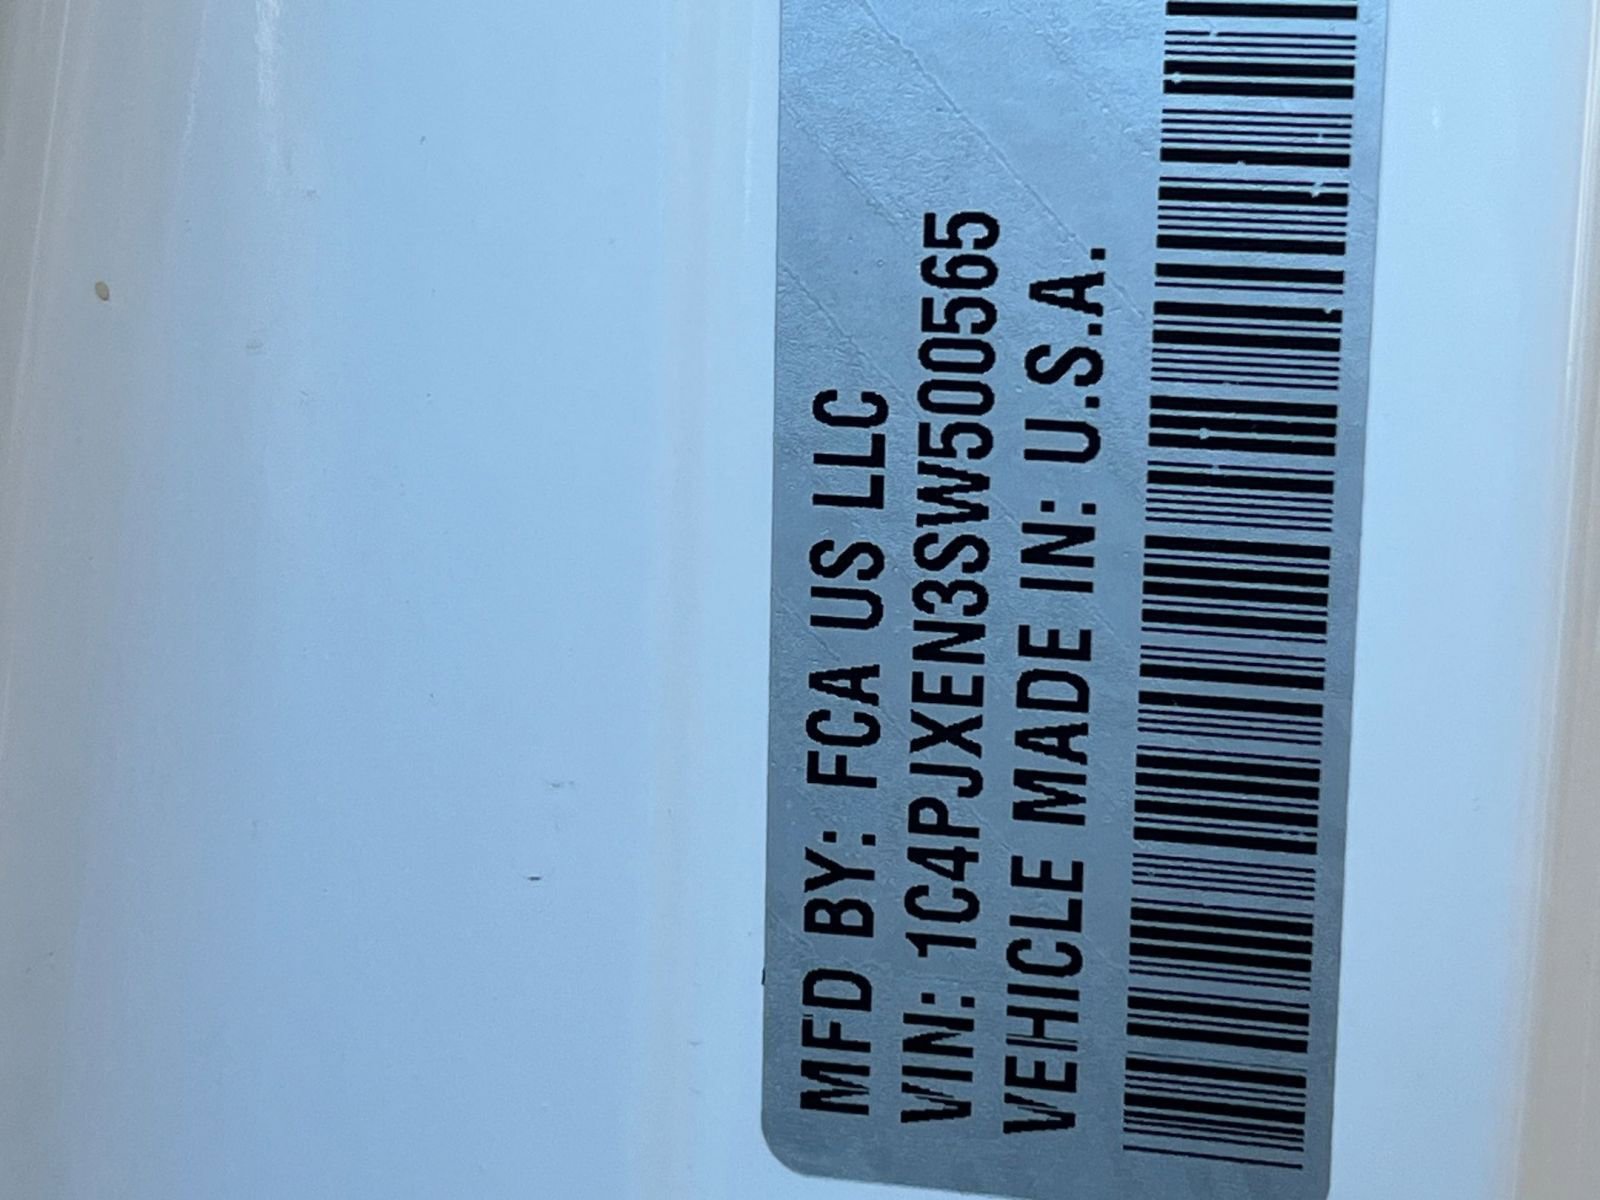 MFD BY: FCA US LLC
VIN: 1C4PJXEN3SW500565
VEHICLE MADE IN: U.S.A.